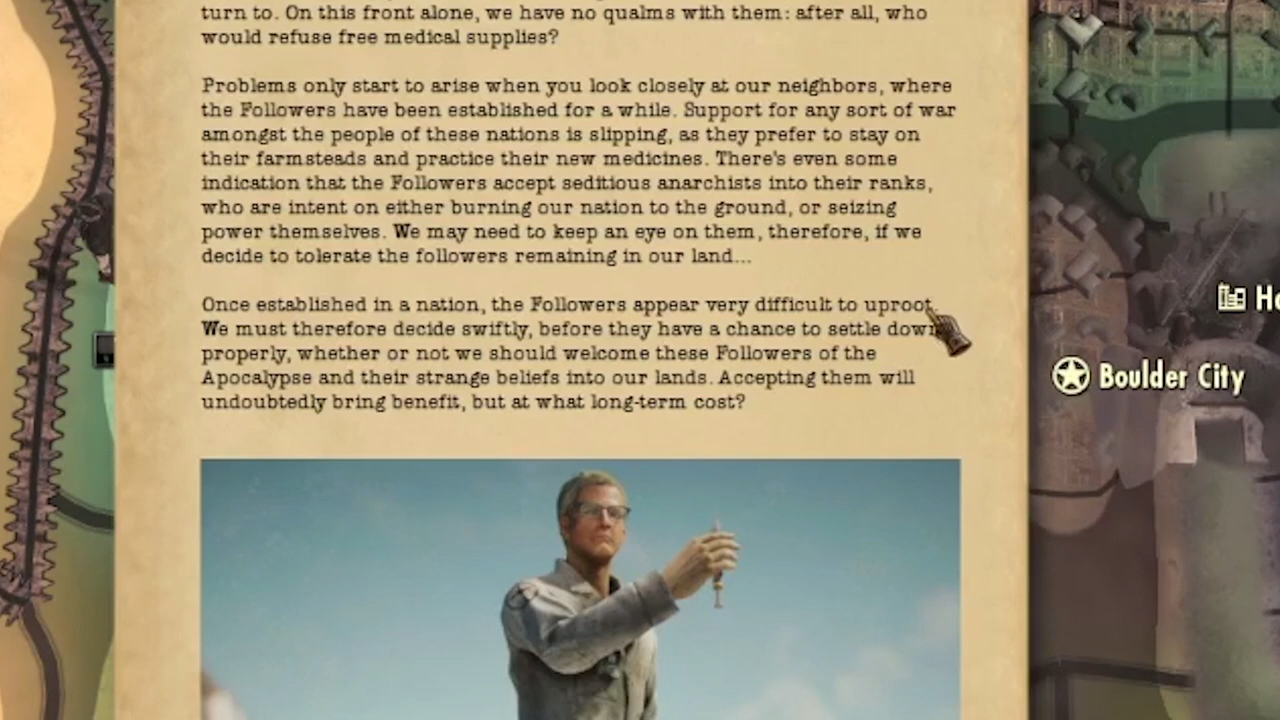 turn to. On this front alone, we have no qualms with them: after all, who
would refuse free medical supplies?
Problems only start to arise when you look closely at our neighbors, where
the Followers have been established for a while. Support for any sort of war
amongst the people of these nations is slipping, as they prefer to stay on
their farmsteads and practice their new medicines. There's even some
indication that the Followers accept seditious anarchists into their ranks,
who are intent on either burning our nation to the ground, or seizing
power themselves. We may need to keep an eye on them, therefore, if we
decide to tolerate the followers remaining in our land...
Once established in a nation, the Followers appear very difficult to uproot.
We must therefore decide swiftly, before they have a chance to settle down
properly, whether or not we should welcome these Followers of the
Apocalypse and their strange beliefs into our lands. Accepting them will
undoubtedly bring benefit, but at what long-term cost?
Boulder City